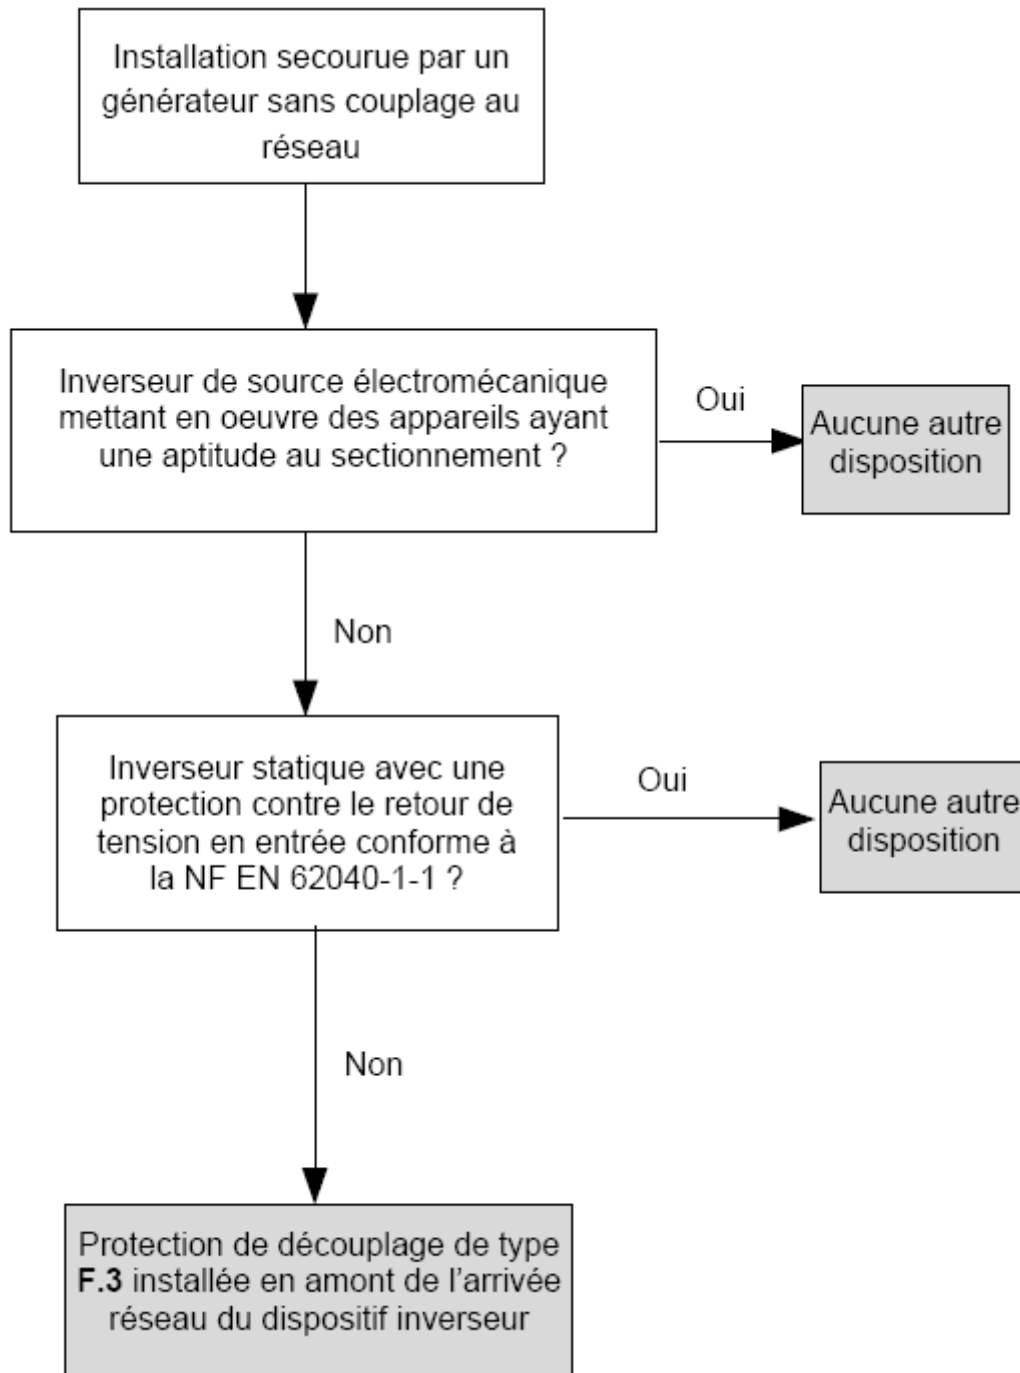 Installation secourue par un
générateur sans couplage au
réseau
Inverseur de source électromécanique
mettant en oeuvre des appareils ayant
une aptitude au sectionnement ?
Oui
Aucune autre
disposition
Non
Inverseur statique avec une
protection contre le retour de
tension en entrée conforme à
la NF EN 62040-1-1 ?
Oui
Aucune autre
disposition
Non
Protection de découplage de type
F.3 installée en amont de l'arrivée
réseau du dispositif inverseur